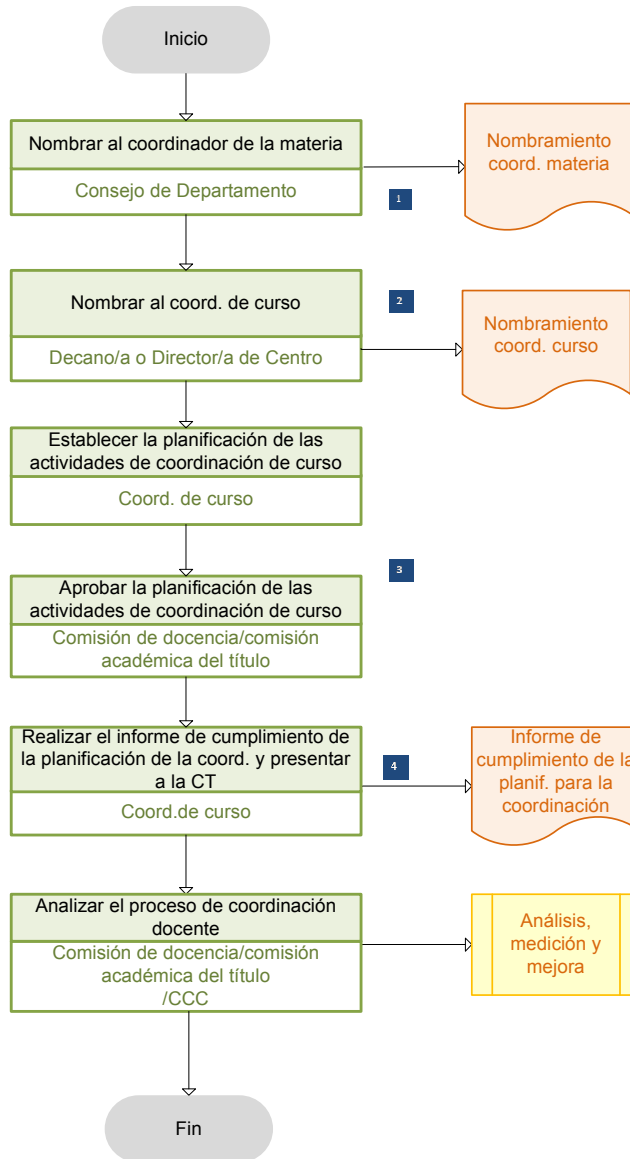 Inicio
Nombrar al coordinador de la materia
Consejo de Departamento
Nombramiento
coord. materia
1
Nombrar al coord. de curso
Decano/a o Director/a de Centro
2
Nombramiento
coord. curso
Establecer la planificación de las
actividades de coordinación de curso
Coord. de curso
3
Aprobar la planificación de las
actividades de coordinación de curso
Comisión de docencia/comisión
académica del título
Realizar el informe de cumplimiento de
la planificación de la coord. y presentar
a la CT
Coord.de curso
4
Informe de
cumplimiento de la
planif. para la
coordinación
Analizar el proceso de coordinación
docente
Comisión de docencia/comisión
académica del título
/CCC
Análisis,
medición y
mejora
Fin